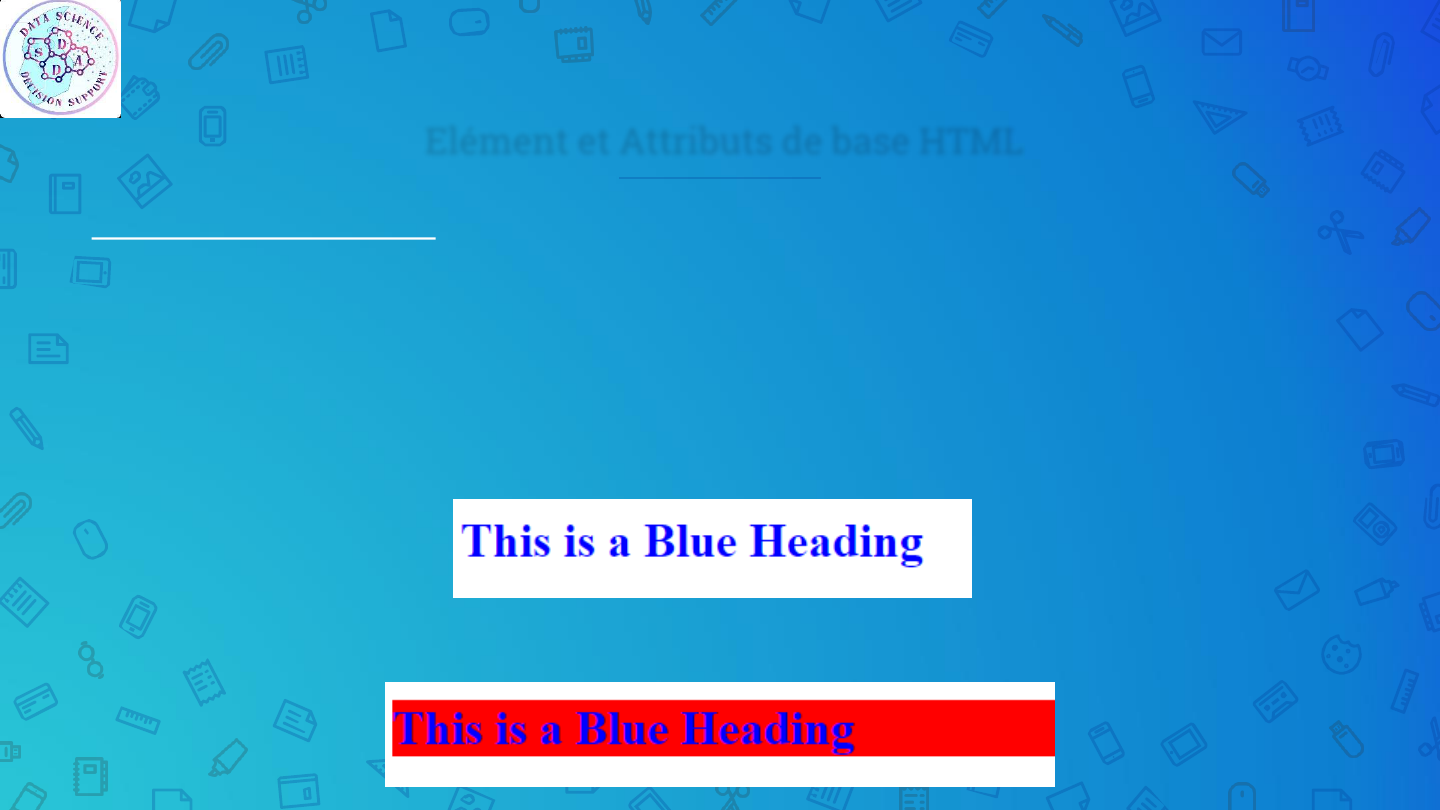 DATA SCIENCE
S D D A
DECISION SUPPORT
Elément et Attributs de base HTML
This is a Blue Heading
This is a Blue Heading